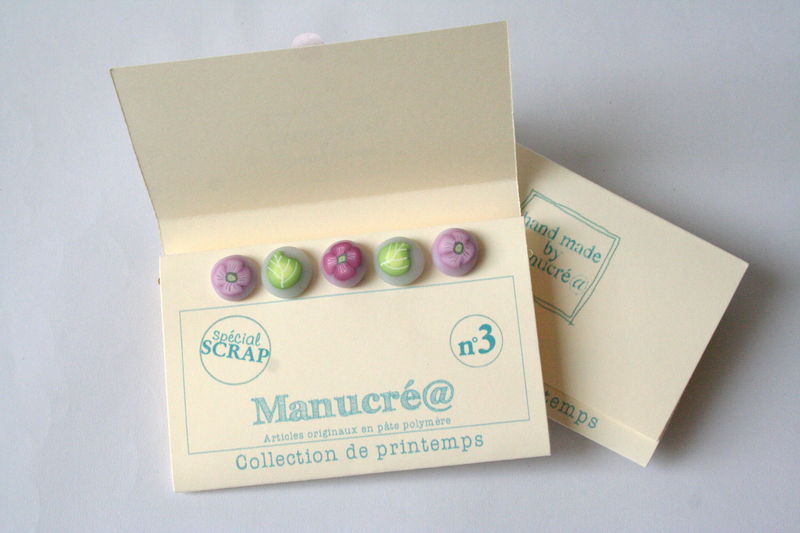 spécial
SCRAP
n°3
Manucré@
Articles originaux en pâte polymère
Collection de printemps
hand made
by